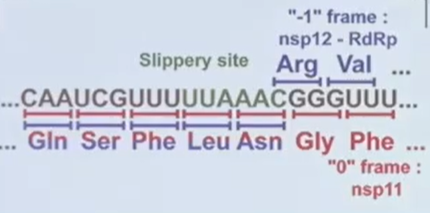 "-1" frame :
nsp12 - RdRp
Slippery site Arg Val ...
...CAAUCGUUUUUAAACGGGUUU...
... Gln Ser Phe Leu Asn Gly Phe ...
"0" frame :
nsp11